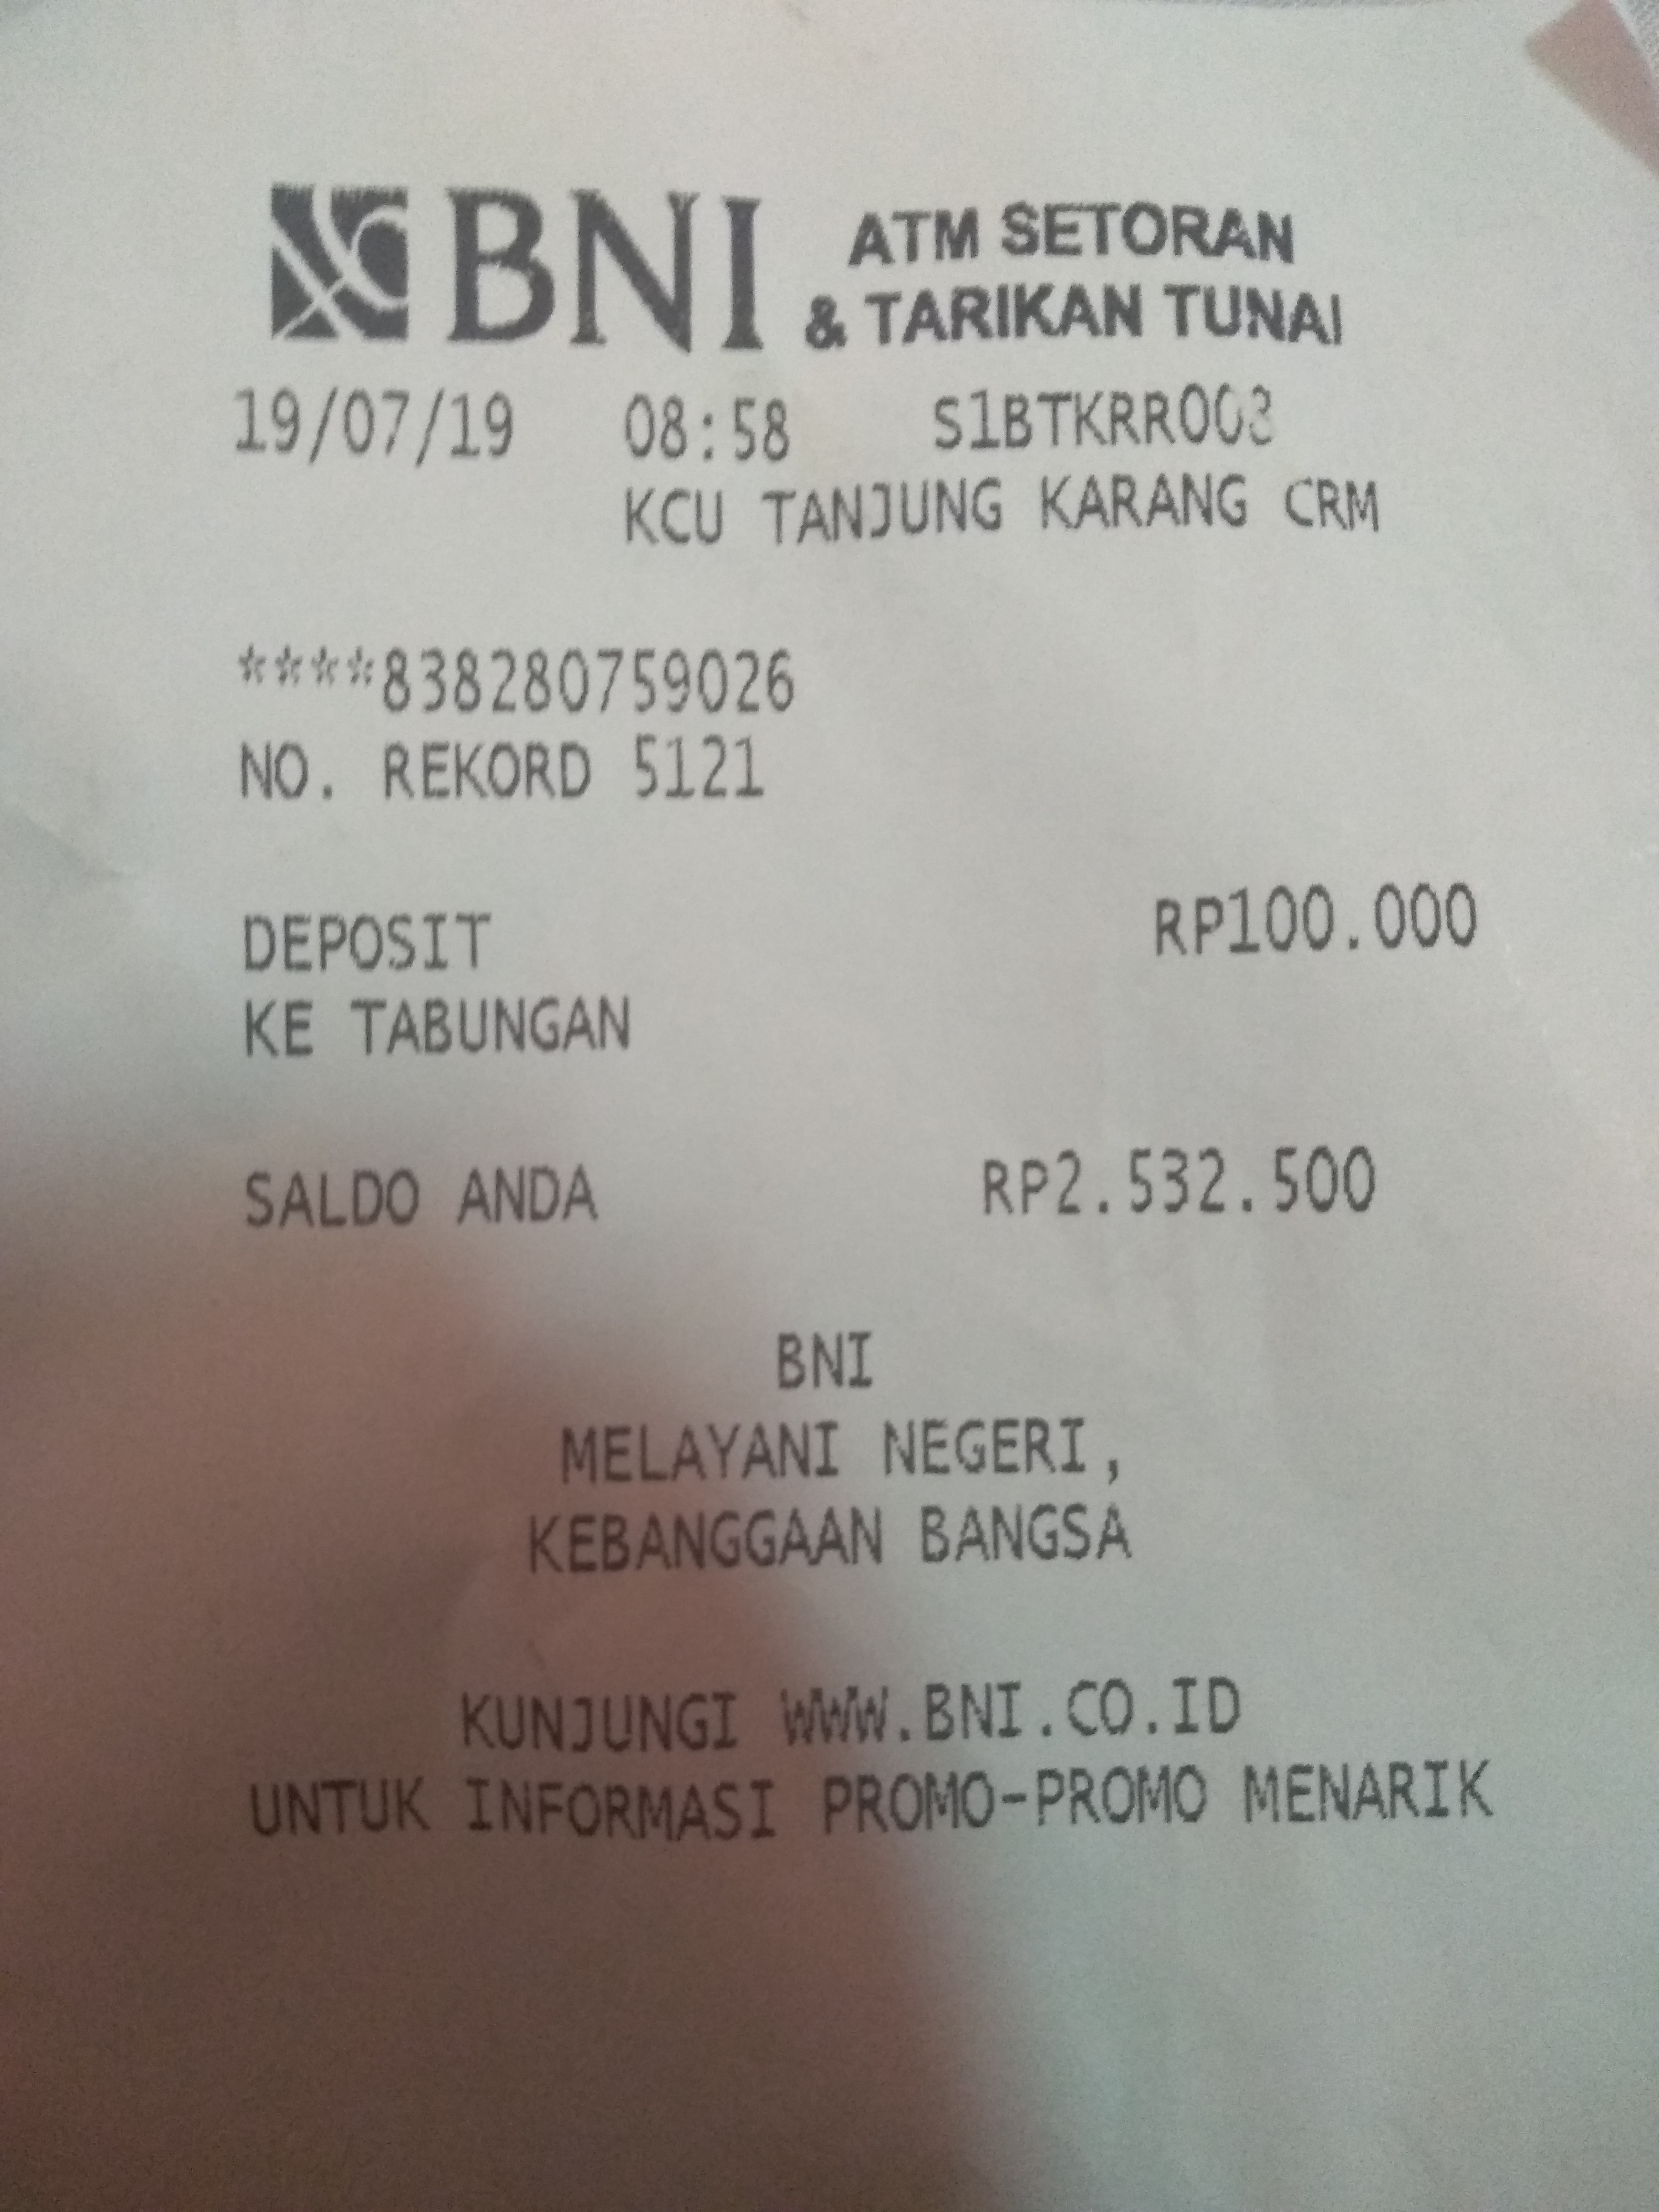 BNI ATM SETORAN
& TARIKAN TUNAI
19/07/19 08:58 S1BTKRR003
KCU TANJUNG KARANG CRM
****838280759026
NO. REKORD 5121
DEPOSIT RP100.000
KE TABUNGAN
SALDO ANDA RP2.532.500
BNI
MELAYANI NEGERI,
KEBANGGAAN BANGSA
KUNJUNGI WWW.BNI.CO.ID
UNTUK INFORMASI PROMO-PROMO MENARIK